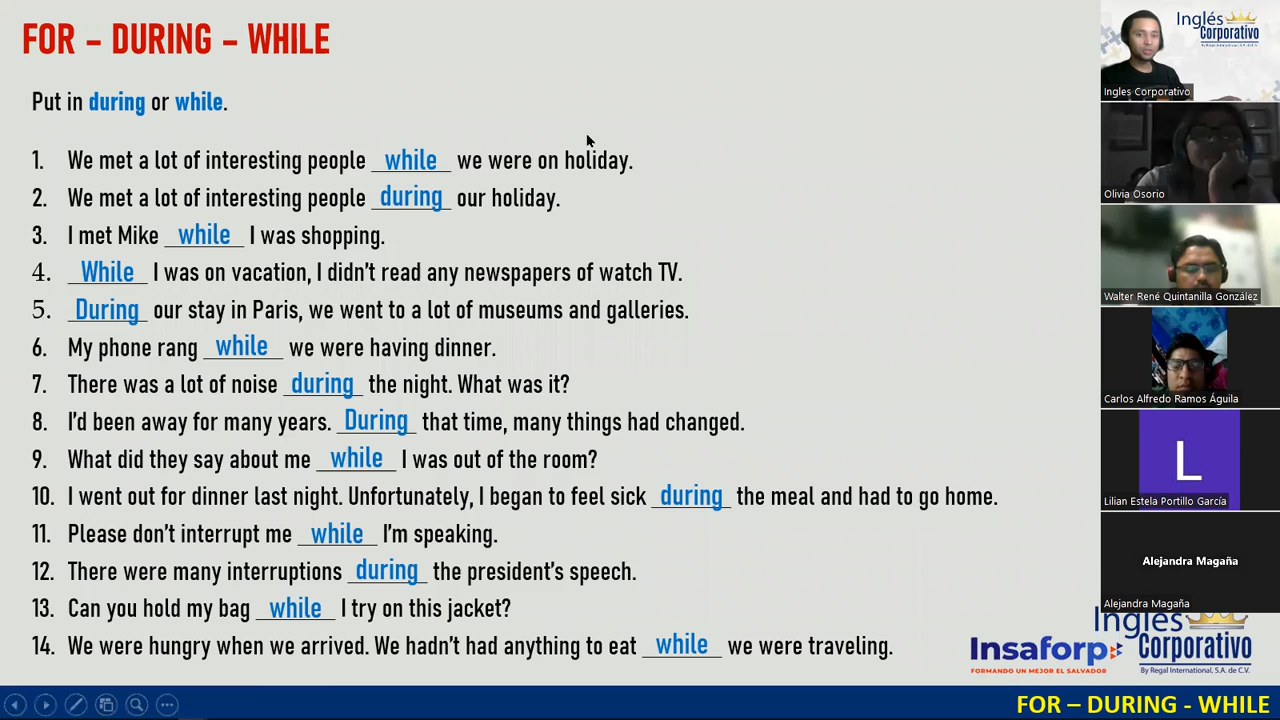 FOR – DURING – WHILE
Put in during or while.
1. We met a lot of interesting people while we were on holiday.
2. We met a lot of interesting people during our holiday.
3. I met Mike while I was shopping.
4. While I was on vacation, I didn't read any newspapers of watch TV.
5. During our stay in Paris, we went to a lot of museums and galleries.
6. My phone rang while we were having dinner.
7. There was a lot of noise during the night. What was it?
8. I'd been away for many years. During that time, many things had changed.
9. What did they say about me while I was out of the room?
10. I went out for dinner last night. Unfortunately, I began to feel sick during the meal and had to go home.
11. Please don't interrupt me while I'm speaking.
12. There were many interruptions during the president's speech.
13. Can you hold my bag while I try on this jacket?
14. We were hungry when we arrived. We hadn't had anything to eat while we were traveling.
Inglés
Corporativo
By Regal International, S.A. de C.V.
Ingles Corporativo
Olivia Osorio
Walter René Quintanilla González
Carlos Alfredo Ramos Águila
L
Lilian Estela Portillo García
Alejandra Magaña
Alejandra Magaña
Insaforp
FORMANDO UN MEJOR EL SALVADOR
Inglés
Corporativo
By Regal International, S.A. de C.V.
FOR – DURING - WHILE